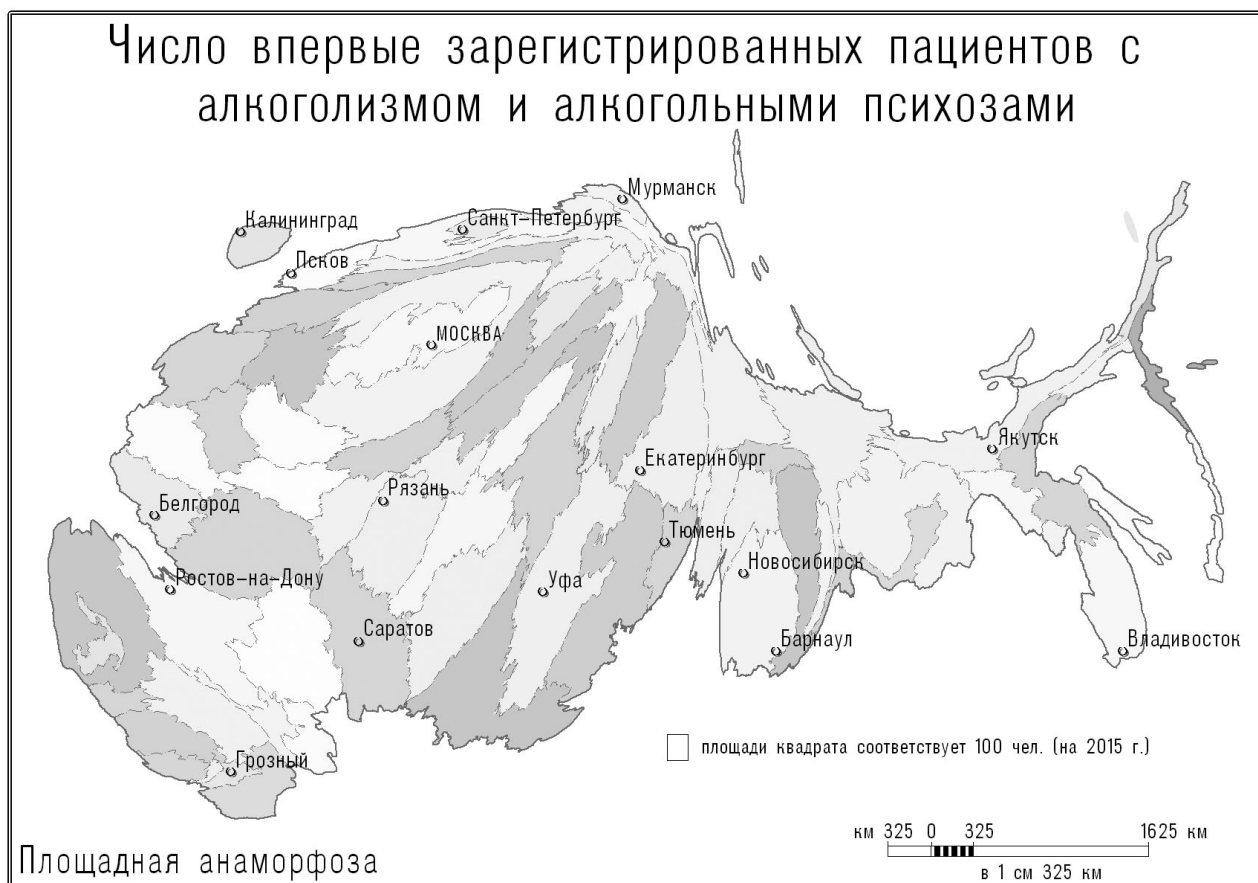 Число впервые зарегистрированных пациентов с
алкоголизмом и алкогольными психозами
Мурманск
Калининград
Санкт-Петербург
Псков
МОСКВА
Якутск
Екатеринбург
Рязань
Белгород
Тюмень
Новосибирск
Ростов-на-Дону
Уфа
Саратов
Барнаул
Владивосток
Грозный
площади квадрата соответствует 100 чел. (на 2015 г.)
км 325 0 325 1625 км
в 1 см 325 км
Площадная анаморфоза